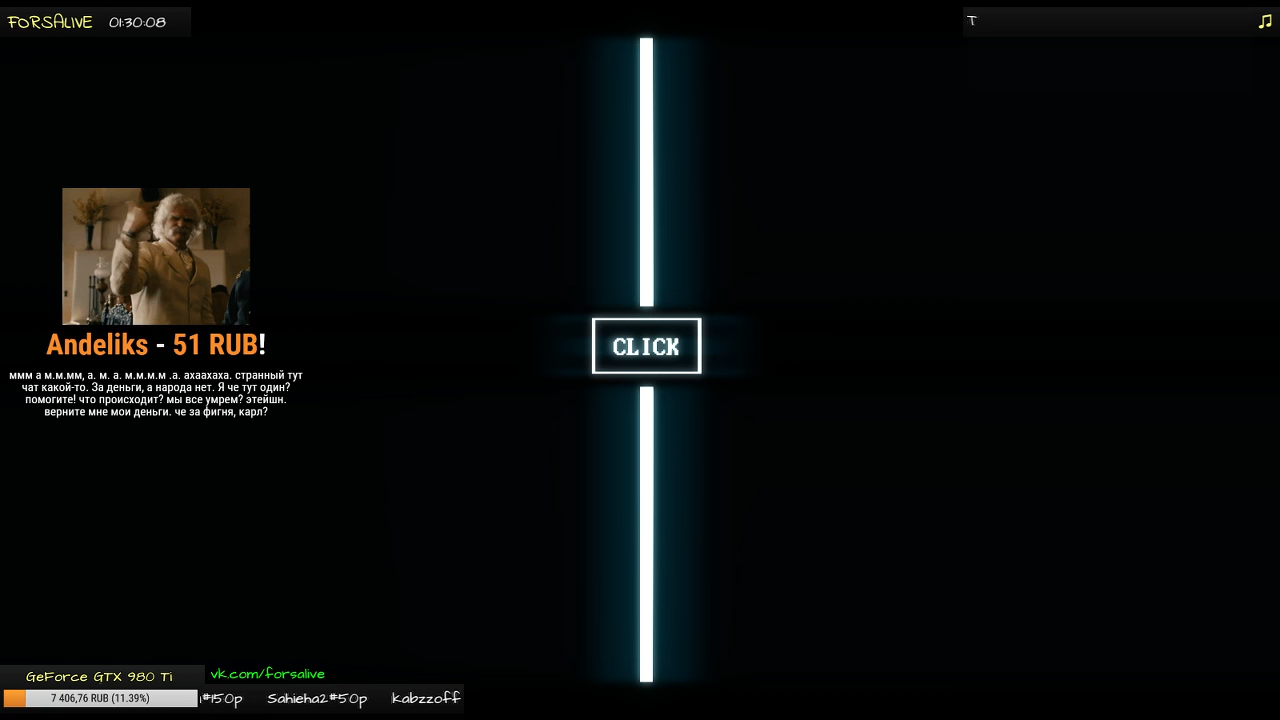 FORSALIVE 01:30:08
T
CLICK
Andeliks - 51 RUB!
ммм а м.м.мм, а. м. а. м.м.м.м .а. ахаахаха. странный тут
чат какой-то. За деньги, а народа нет. Я че тут один?
помогите! что происходит? мы все умрем? этейшн.
верните мне мои деньги. че за фигня, карл?
GeForce GTX 980 Ti
vk.com/forsalive
7 406,76 RUB (11.39%)
#150p Sahieha2#50p Kabzzoff